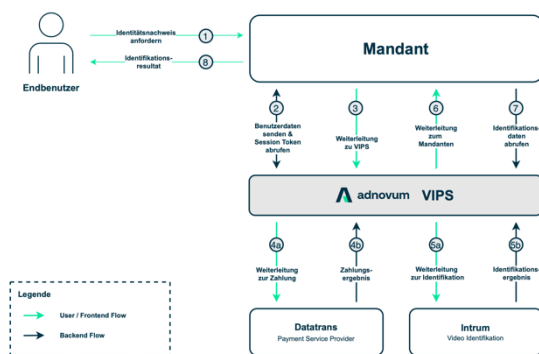 Identitätsnachweis
anfordern
1
Identifikations-
resultat
8
Endbenutzer
Mandant
2
Benutzerdaten
senden &
Session Token
abrufen
3
Weiterleitung
zu VIPS
6
Weiterleitung
zum
Mandanten
7
Identifikations-
daten
abrufen
adnovum VIPS
4a
Weiterleitung
zur Zahlung
4b
Zahlungs-
ergebnis
5a
Weiterleitung
zur Identifikation
5b
Identifikations-
ergebnis
Legende
User / Frontend Flow
Backend Flow
Datatrans
Payment Service Provider
Intrum
Video Identifikation